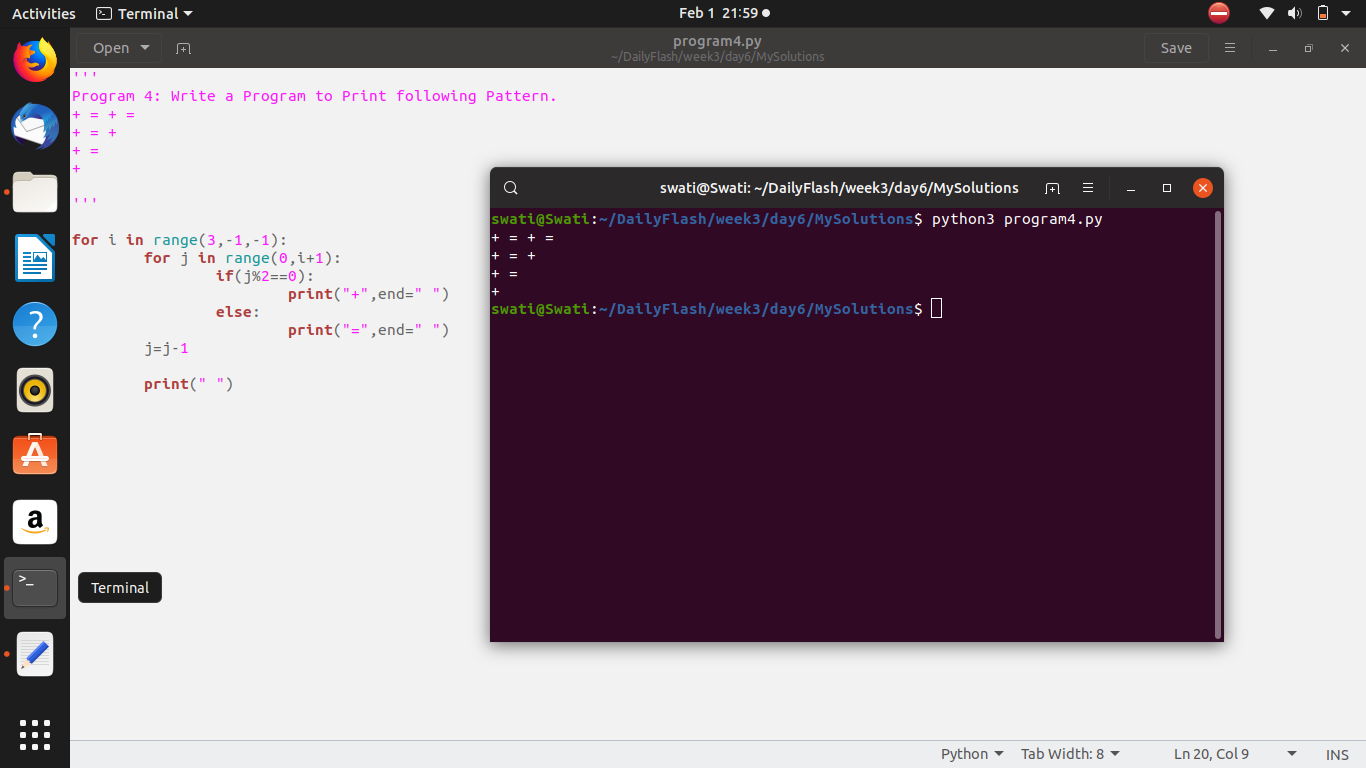 Activities Terminal Feb 1 21:59
Open program4.py Save
~/DailyFlash/week3/day6/MySolutions
'''
Program 4: Write a Program to Print following Pattern.
+ = + =
+ = +
+ =
+
'''
for i in range(3,-1,-1):
        for j in range(0,i+1):
                if(j%2==0):
                        print("+",end=" ")
                else:
                        print("=",end=" ")
        j=j-1
        print(" ")
swati@Swati: ~/DailyFlash/week3/day6/MySolutions
swati@Swati:~/DailyFlash/week3/day6/MySolutions$ python3 program4.py
+ = + =
+ = +
+ =
+
swati@Swati:~/DailyFlash/week3/day6/MySolutions$
?
A
a
>_
Terminal
Python Tab Width: 8 Ln 20, Col 9 INS